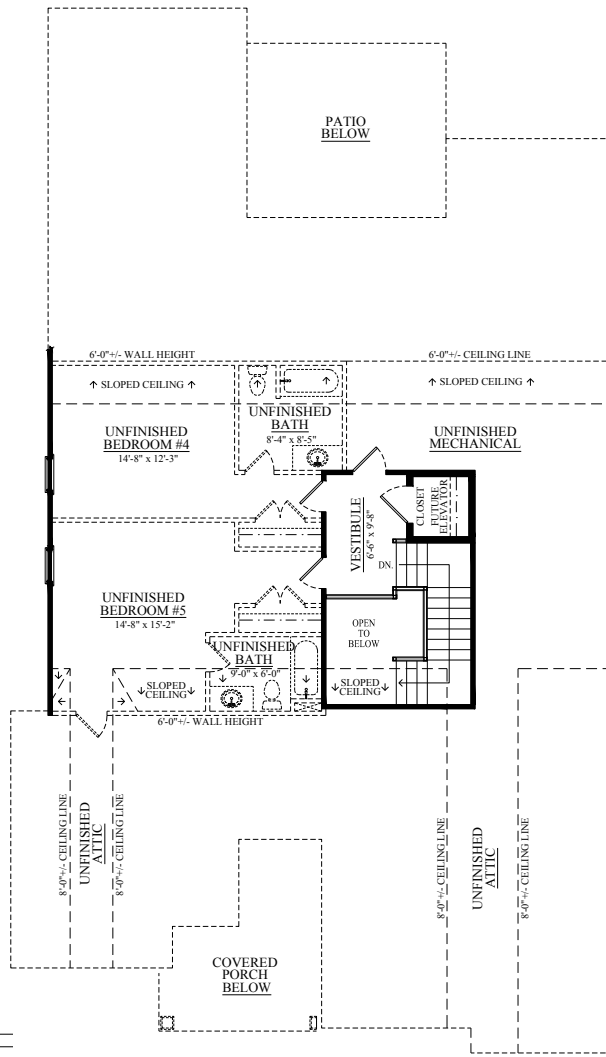 PATIO
BELOW
6'-0"+/- WALL HEIGHT
6'-0"+/- CEILING LINE
↑ SLOPED CEILING ↑
↑ SLOPED CEILING ↑
UNFINISHED
BEDROOM #4
14'-8" x 12'-3"
UNFINISHED
BATH
8'-4" x 8'-5"
UNFINISHED
MECHANICAL
VESTIBULE
6'-6" x 9'-8"
CLOSET
FUTURE
ELEVATOR
DN.
UNFINISHED
BEDROOM #5
14'-8" x 15'-2"
OPEN
TO
BELOW
UNFINISHED
BATH
9'-0" x 6'-0"
↓ SLOPED ↓
CEILING
↓ SLOPED ↓
CEILING
6'-0"+/- WALL HEIGHT
8'-0"+/- CEILING LINE
UNFINISHED
ATTIC
8'-0"+/- CEILING LINE
8'-0"+/- CEILING LINE
UNFINISHED
ATTIC
8'-0"+/- CEILING LINE
COVERED
PORCH
BELOW